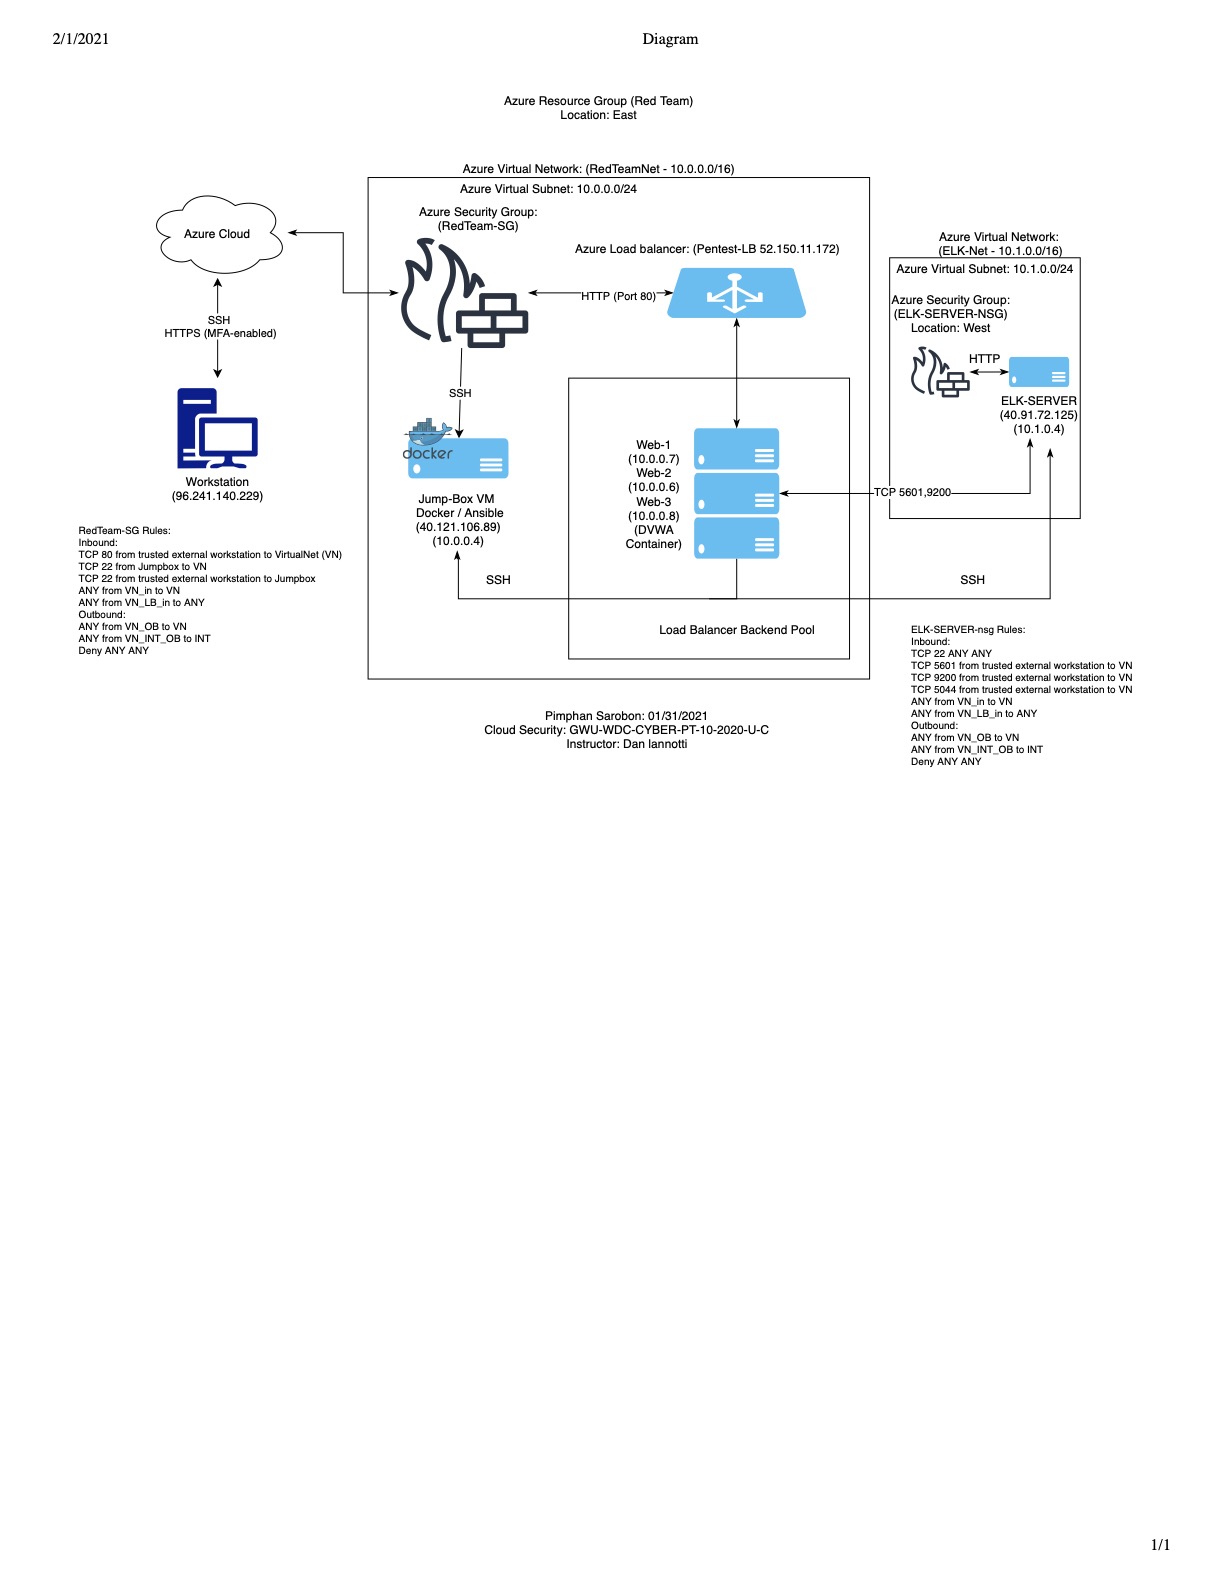 2/1/2021
Diagram
Azure Resource Group (Red Team)
Location: East
Azure Virtual Network: (RedTeamNet - 10.0.0.0/16)
Azure Virtual Subnet: 10.0.0.0/24
Azure Security Group:
(RedTeam-SG)
Azure Cloud
Azure Load balancer: (Pentest-LB 52.150.11.172)
HTTP (Port 80)
SSH
HTTPS (MFA-enabled)
Workstation
(96.241.140.229)
SSH
docker
Jump-Box VM
Docker / Ansible
(40.121.106.89)
(10.0.0.4)
Web-1
(10.0.0.7)
Web-2
(10.0.0.6)
Web-3
(10.0.0.8)
(DVWA
Container)
Azure Virtual Network:
(ELK-Net - 10.1.0.0/16)
Azure Virtual Subnet: 10.1.0.0/24
Azure Security Group:
(ELK-SERVER-NSG)
Location: West
HTTP
ELK-SERVER
(40.91.72.125)
(10.1.0.4)
TCP 5601,9200
SSH
SSH
Load Balancer Backend Pool
RedTeam-SG Rules:
Inbound:
TCP 80 from trusted external workstation to VirtualNet (VN)
TCP 22 from Jumpbox to VN
TCP 22 from trusted external workstation to Jumpbox
ANY from VN_in to VN
ANY from VN_LB_in to ANY
Outbound:
ANY from VN_OB to VN
ANY from VN_INT_OB to INT
Deny ANY ANY
ELK-SERVER-nsg Rules:
Inbound:
TCP 22 ANY ANY
TCP 5601 from trusted external workstation to VN
TCP 9200 from trusted external workstation to VN
TCP 5044 from trusted external workstation to VN
ANY from VN_in to VN
ANY from VN_LB_in to ANY
Outbound:
ANY from VN_OB to VN
ANY from VN_INT_OB to INT
Deny ANY ANY
Pimphan Sarobon: 01/31/2021
Cloud Security: GWU-WDC-CYBER-PT-10-2020-U-C
Instructor: Dan Iannotti
1/1